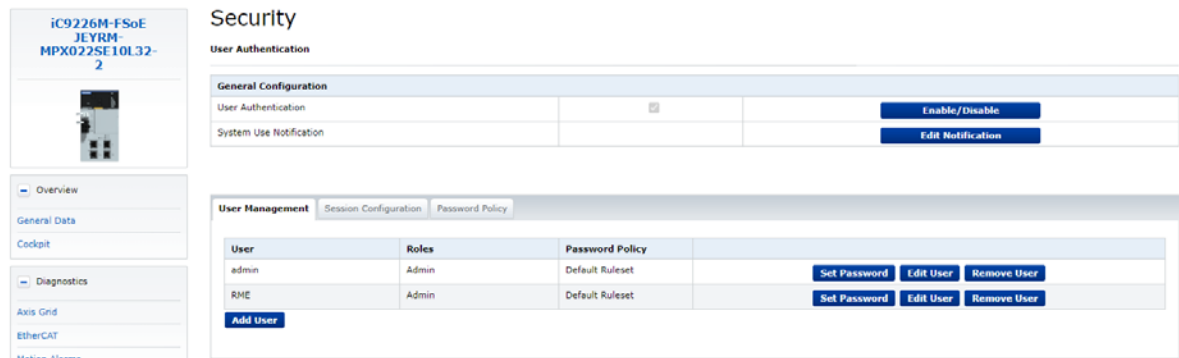 iC9226M-FSoE
JEYRM-
MPX022SE10L32-
2
Overview
General Data
Cockpit
Diagnostics
Axis Grid
EtherCAT
Motion Alarms
Security
User Authentication
General Configuration
User Authentication Enable/Disable
System Use Notification Edit Notification
User Management Session Configuration Password Policy
User Roles Password Policy
admin Admin Default Ruleset Set Password Edit User Remove User
RME Admin Default Ruleset Set Password Edit User Remove User
Add User